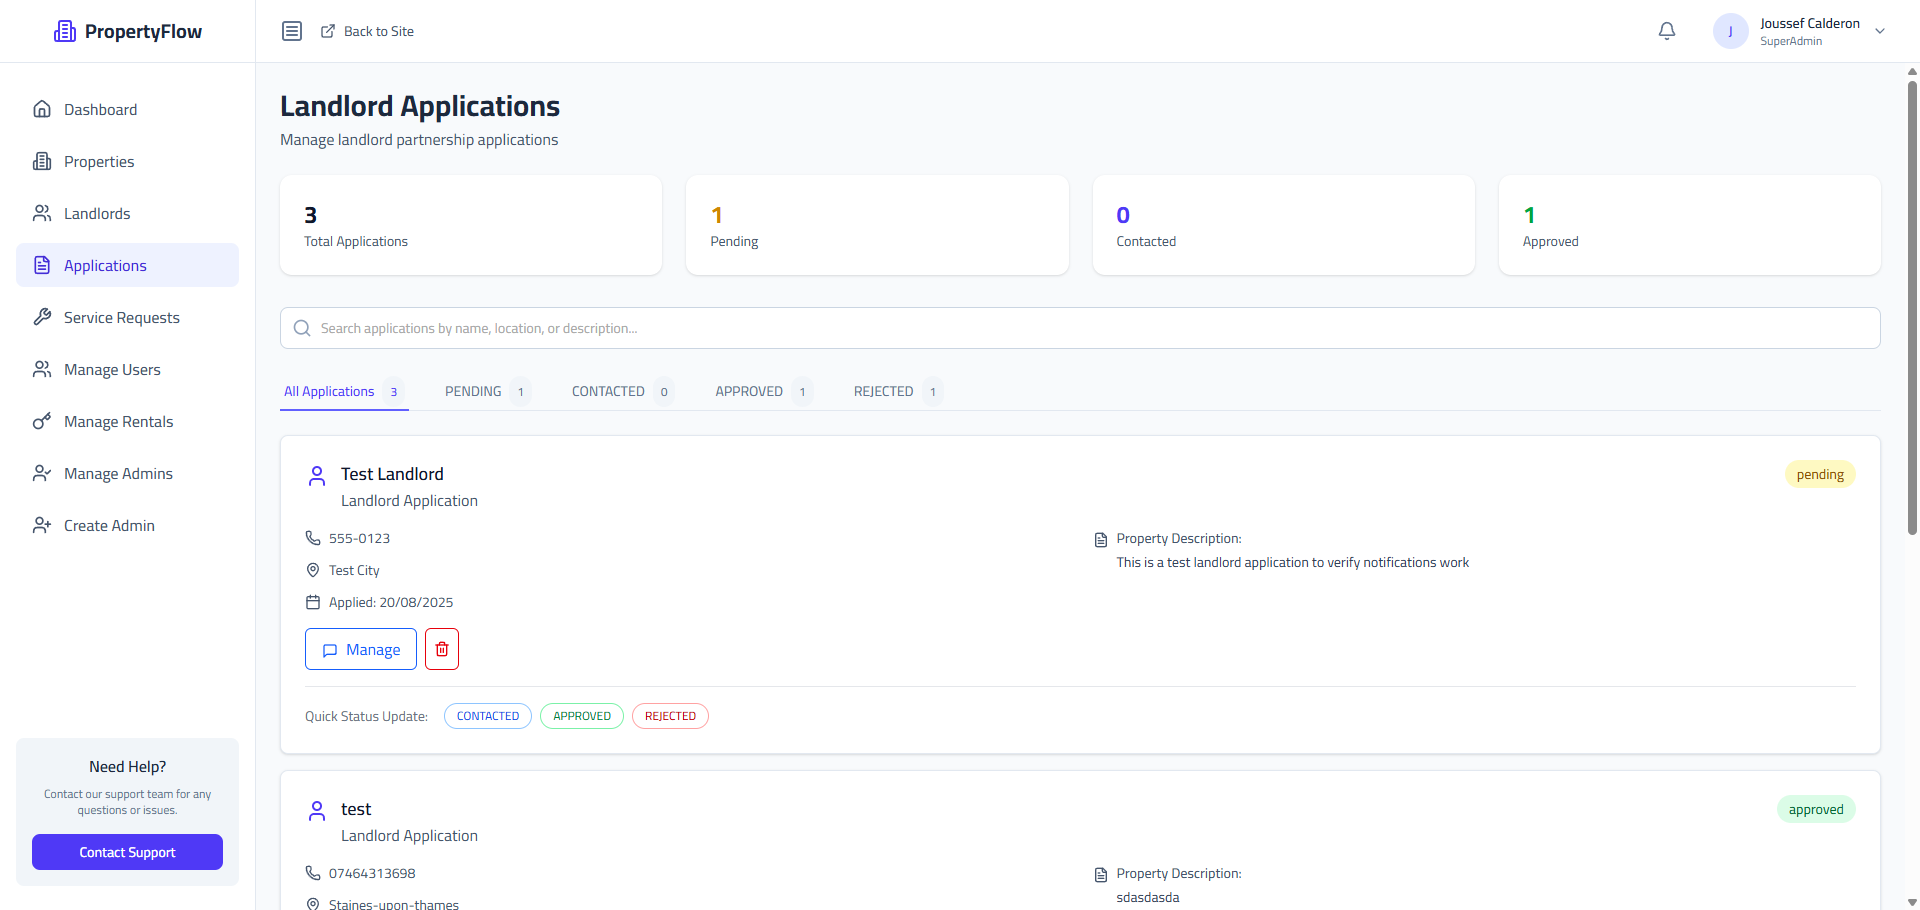 PropertyFlow
Back to Site
J
Joussef Calderon
SuperAdmin
Dashboard
Properties
Landlords
Applications
Service Requests
Manage Users
Manage Rentals
Manage Admins
Create Admin
Need Help?
Contact our support team for any
questions or issues.
Contact Support
Landlord Applications
Manage landlord partnership applications
3
Total Applications
1
Pending
0
Contacted
1
Approved
Search applications by name, location, or description...
All Applications 3 PENDING 1 CONTACTED 0 APPROVED 1 REJECTED 1
Test Landlord
Landlord Application
pending
555-0123
Test City
Applied: 20/08/2025
Property Description:
This is a test landlord application to verify notifications work
Manage
Quick Status Update: CONTACTED APPROVED REJECTED
test
Landlord Application
approved
07464313698
Staines-upon-thames
Property Description:
sdasdasda